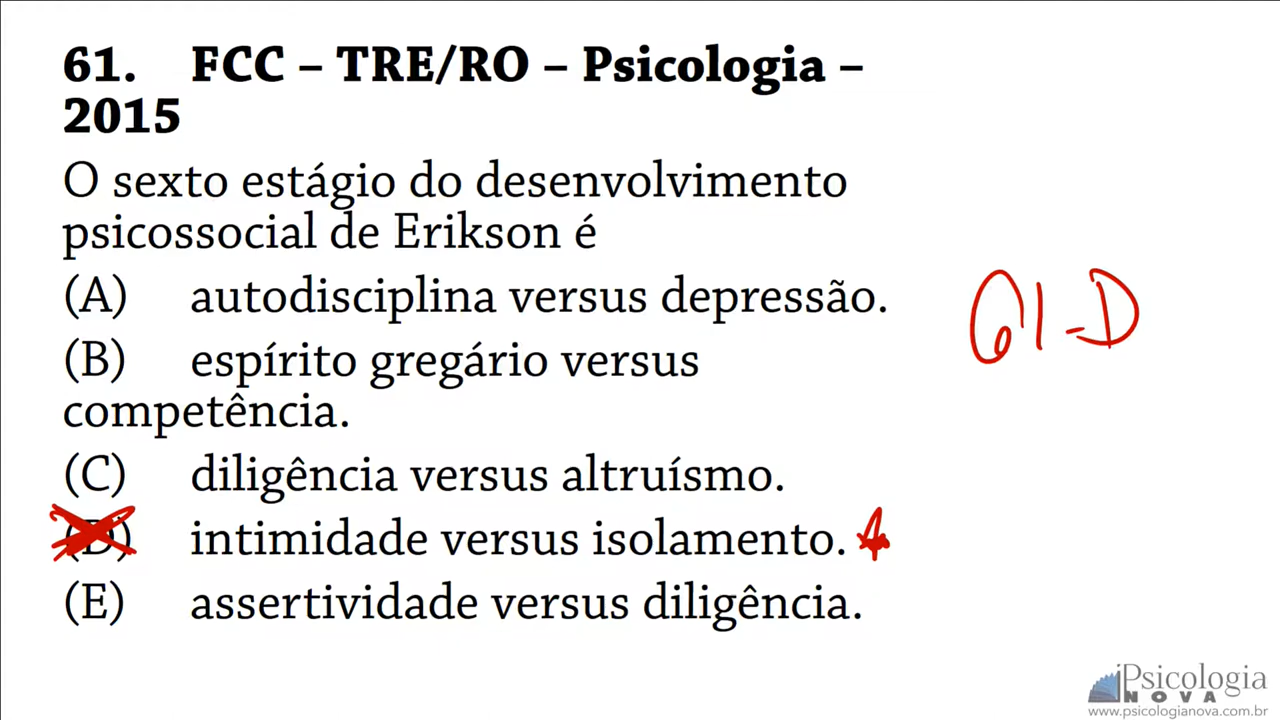 61. FCC – TRE/RO – Psicologia –
2015
O sexto estágio do desenvolvimento
psicossocial de Erikson é
(A) autodisciplina versus depressão.
(B) espírito gregário versus
competência.
(C) diligência versus altruísmo.
(D) intimidade versus isolamento.
(E) assertividade versus diligência.
61-D
Psicologia
NOVA
www.psicologianova.com.br